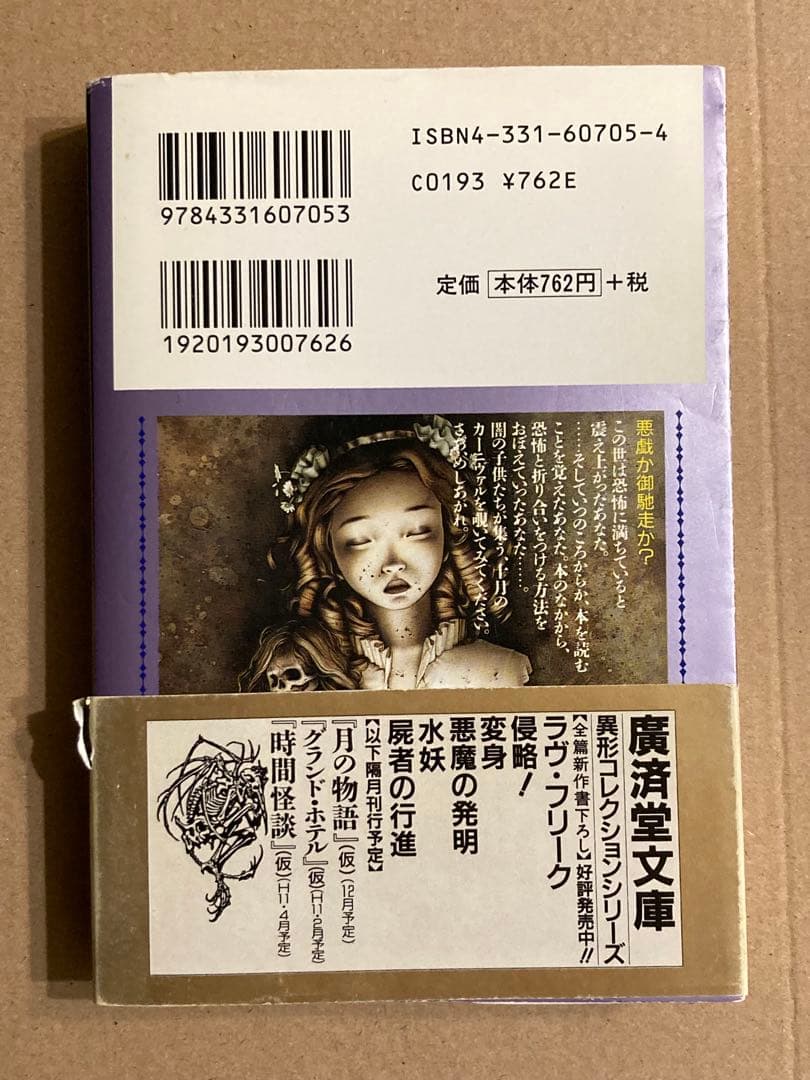 ISBN4-331-60705-4
C0193 ¥762E
9784331607053
定価 本体762円+税
1920193007626
悪戯か御馳走か?
この世は恐怖に満ちていると
震え上がったあなた。
……そしていつのころからか、本を読む
ことを覚えたあなた。本のなかから、
恐怖と折り合いをつける方法を
おぼえていったあなた……。
闇の子供たちが集う、十月の
カーニヴァルを覗いてみてください。
さあ、めしあがれ。
廣済堂文庫
異形コレクションシリーズ
【全篇新作書下ろし】好評発売中!!
ラヴ・フリーク
侵略!
変身
悪魔の発明
水妖
屍者の行進
【以下隔月刊行予定】
『月の物語』(仮)(12月予定)
『グランド・ホテル』(仮)(H11・2月予定)
『時間怪談』(仮)(H11・4月予定)